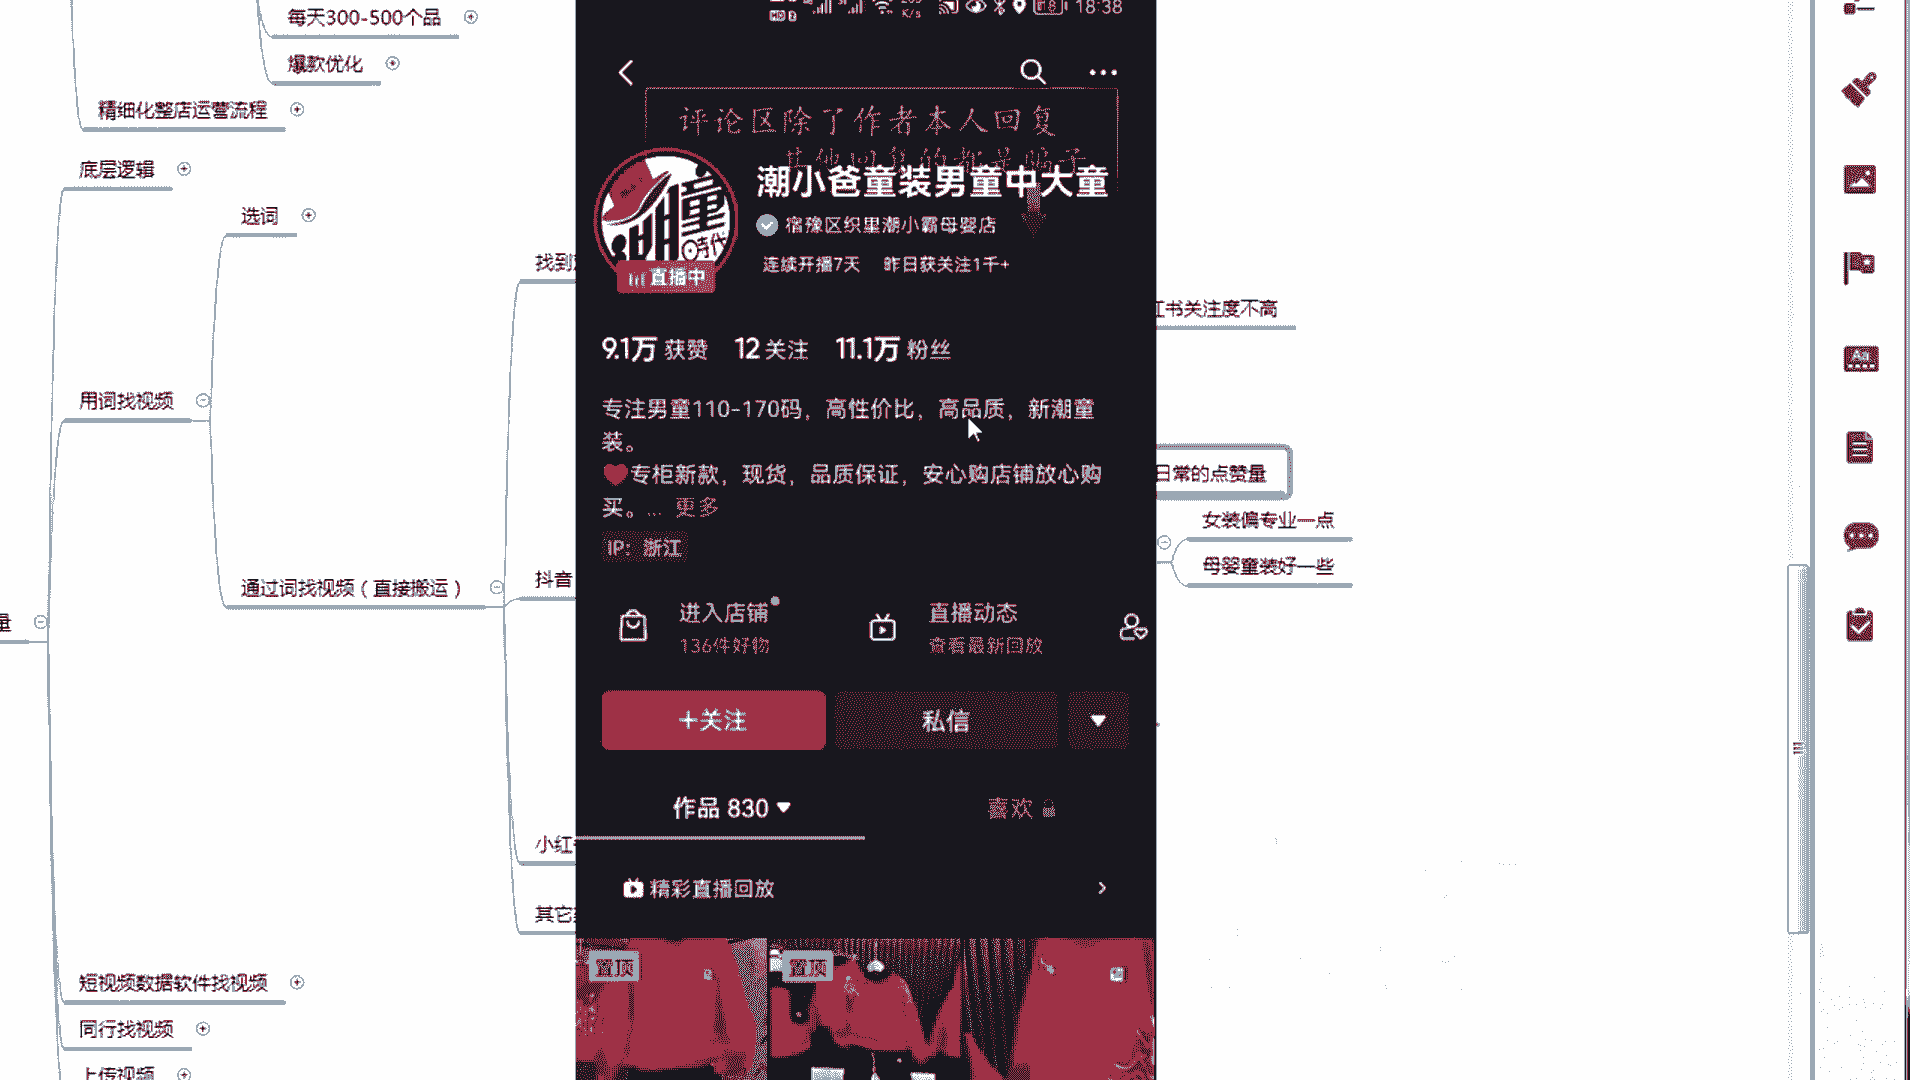 每天300-500个品
爆款优化
精细化整店运营流程
底层逻辑
选词
用词找视频
通过词找视频（直接搬运）
短视频数据软件找视频
同行找视频
上传视频
量
找到
抖音
小红
其它
18:38
评论区除了作者本人回复
其他回复的都是骗子
潮小爸童装男童中大童
宿豫区织里潮小霸母婴店
连续开播7天 昨日获关注1千+
童
时代
直播中
9.1万 获赞 12 关注 11.1万 粉丝
专注男童110-170码，高性价比，高品质，新潮童
装。
❤专柜新款，现货，品质保证，安心购店铺放心购
买。... 更多
IP：浙江
进入店铺
136件好物
直播动态
查看最新回放
+关注
私信
作品 830
喜欢
精彩直播回放
置顶
置顶
红书关注度不高
日常的点赞量
女装偏专业一点
母婴童装好一些
Aa